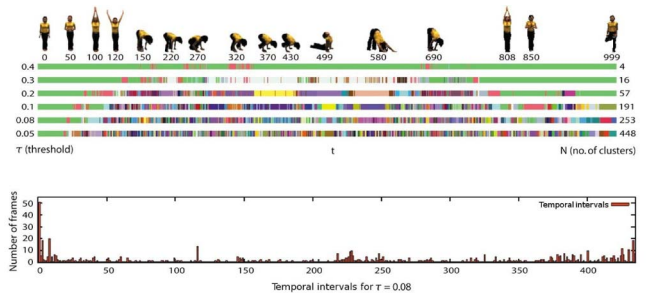 0 50 100 120 150 220 270 320 370 430 499 580 690 808 850 999
0.4 4
0.3 16
0.2 57
0.1 191
0.08 253
0.05 448
τ (threshold) t N (no. of clusters)
Number of frames
50
40
30
20
10
0
Temporal intervals
0 50 100 150 200 250 300 350 400
Temporal intervals for τ = 0.08